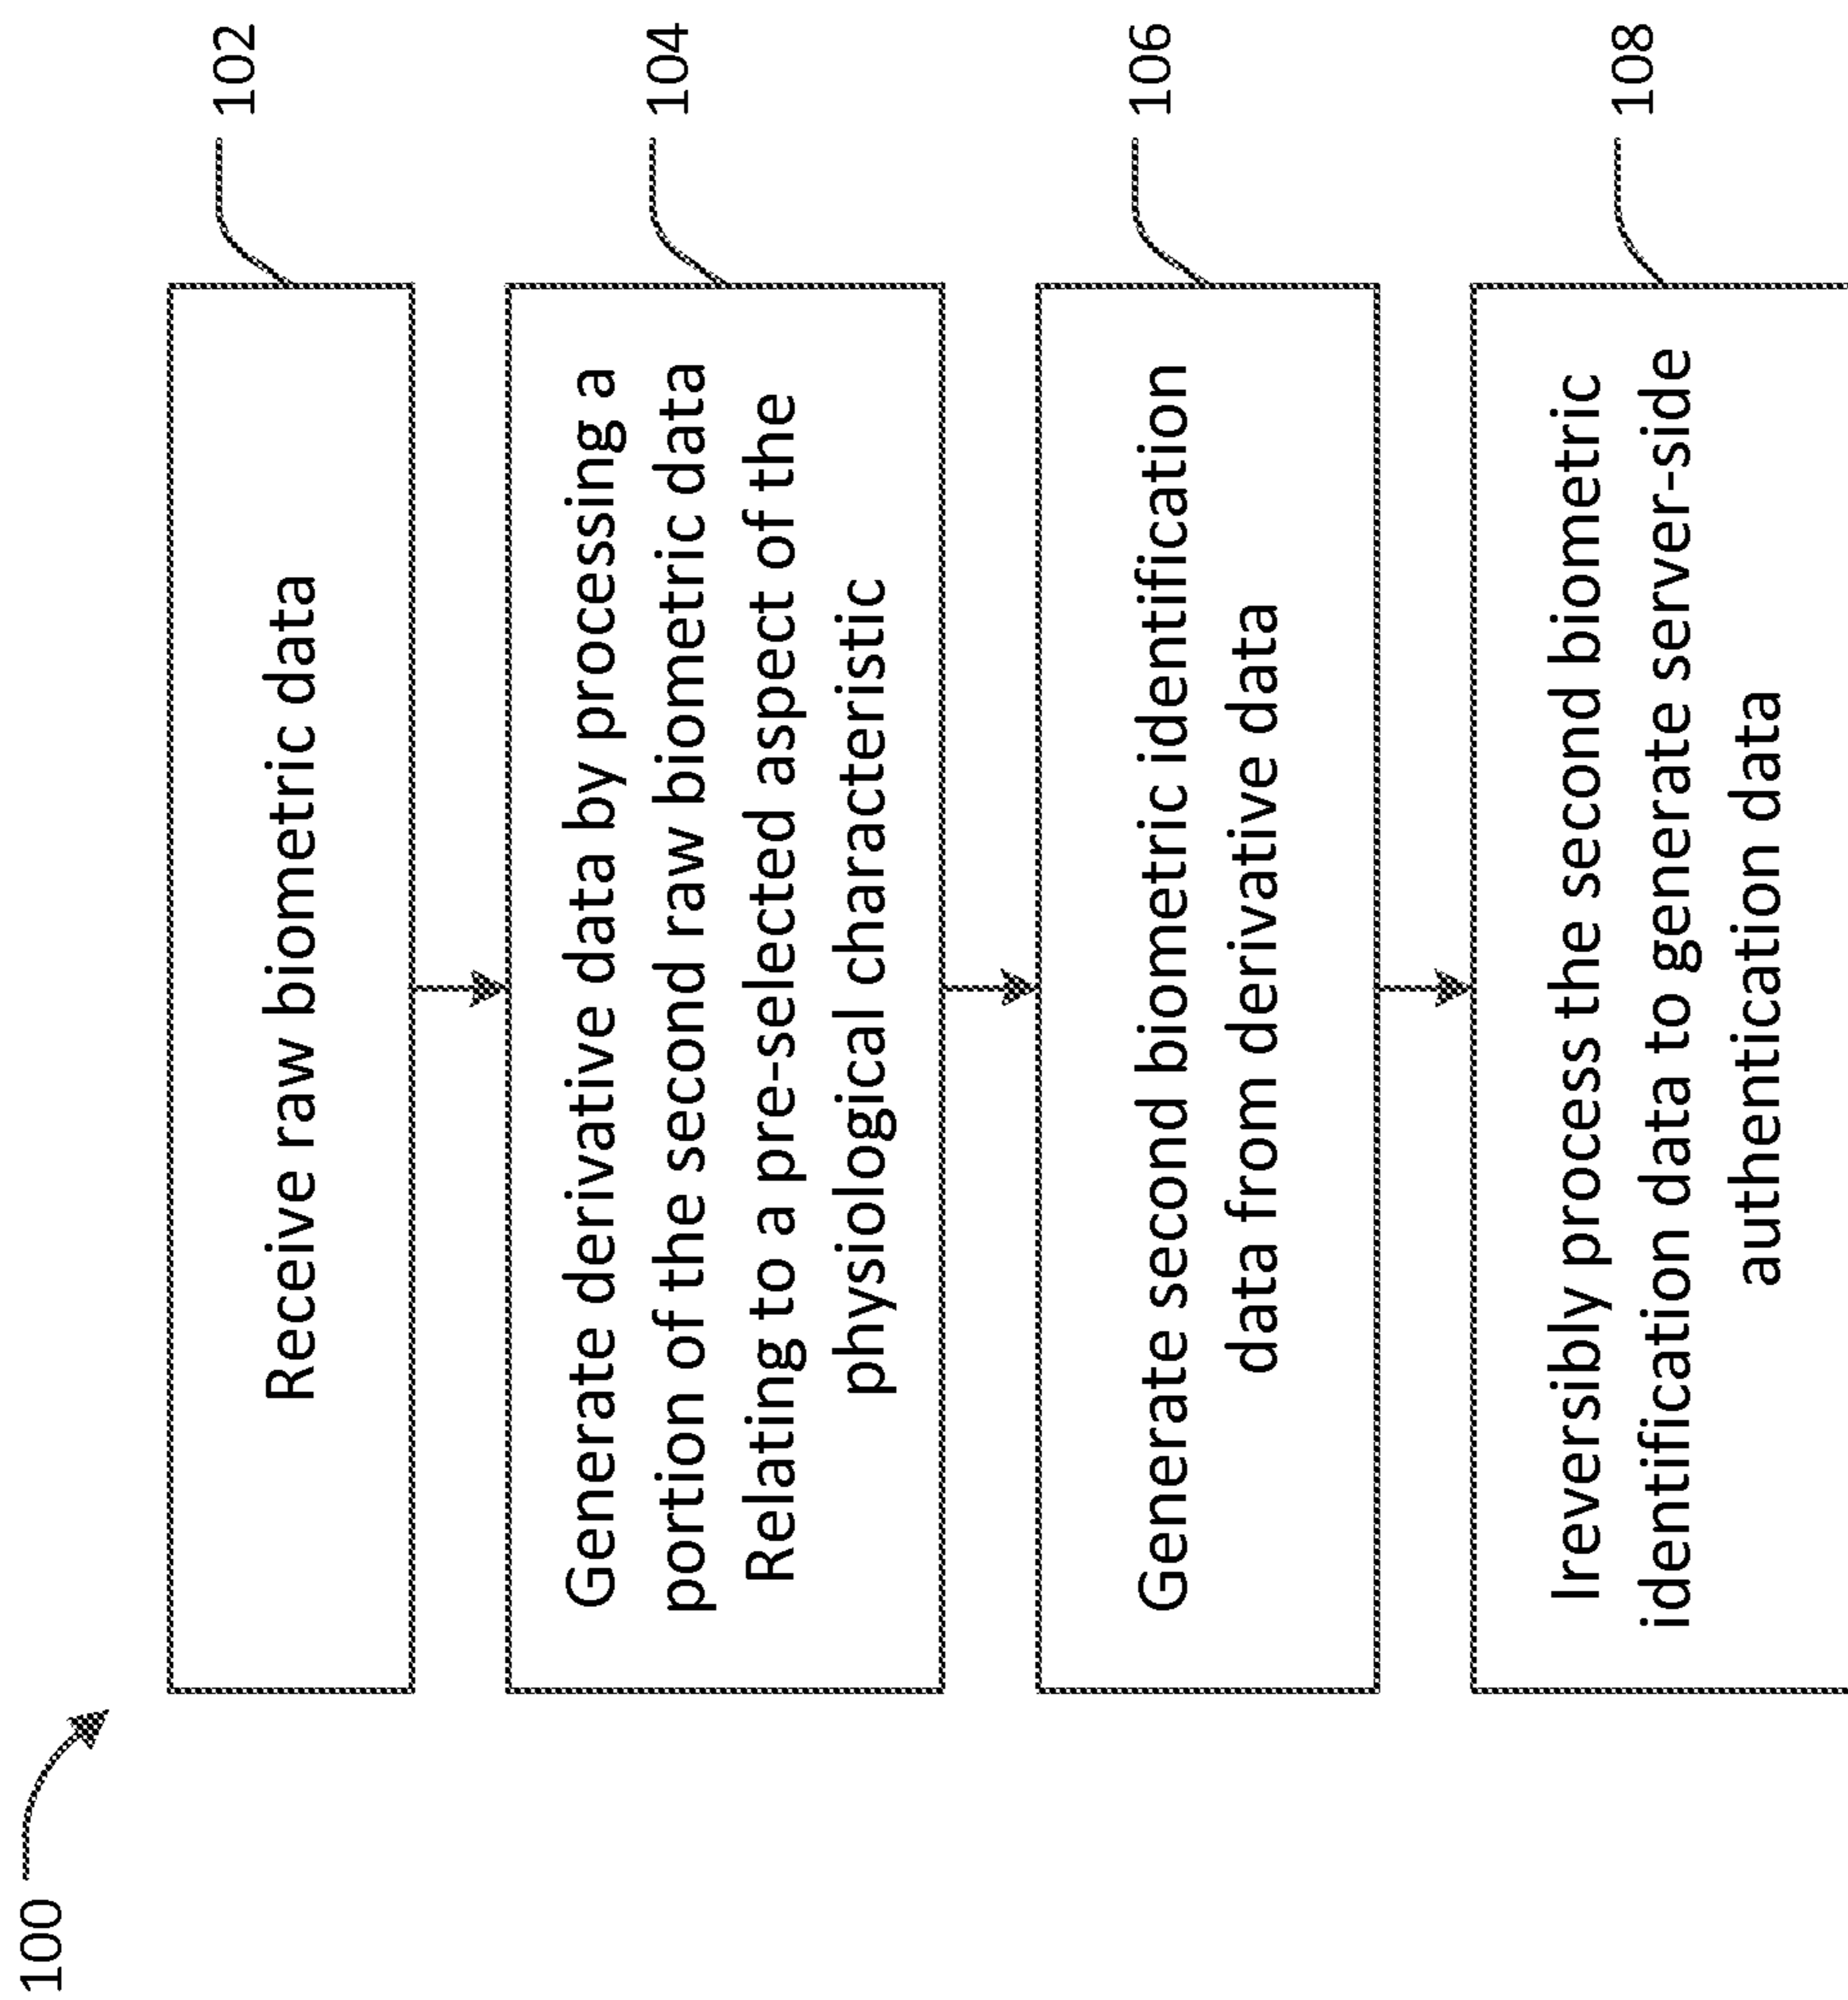 100
Receive raw biometric data
102
Generate derivative data by processing a
portion of the second raw biometric data
Relating to a pre-selected aspect of the
physiological characteristic
104
Generate second biometric identification
data from derivative data
106
Ireversibly process the second biometric
identification data to generate server-side
authentication data
108